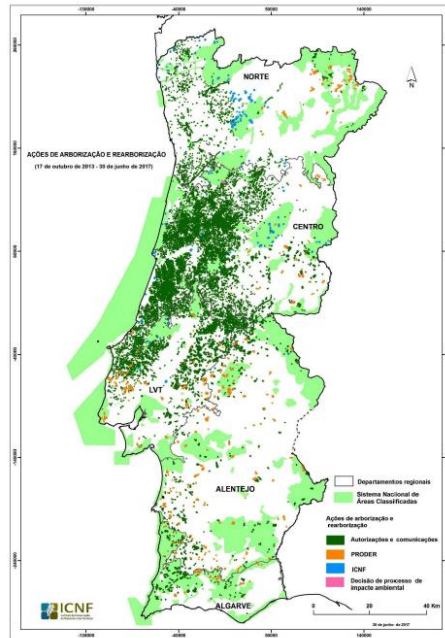 NORTE
N
AÇÕES DE ARBORIZAÇÃO E REARBORIZAÇÃO
(17 de outubro de 2013 - 30 de junho de 2017)
CENTRO
LVT
ALENTEJO
ALGARVE
Departamentos regionais
Sistema Nacional de
Áreas Classificadas
Ações de arborização e
rearborização
Autorizações e comunicações
PRODER
ICNF
Decisão de processo de
impacte ambiental
0 20 40 Km
30 de junho de 2017
ICNF